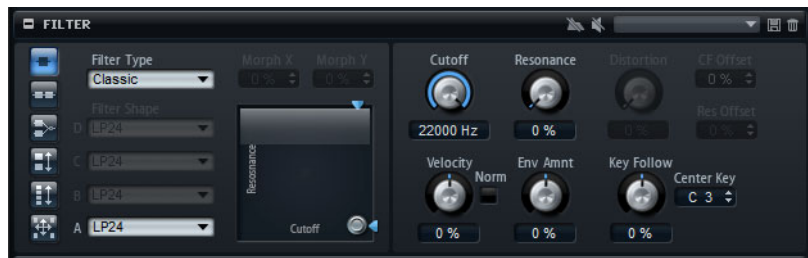 FILTER
Filter Type
Classic
Morph X
Morph Y
0 %
0 %
Filter Shape
D LP24
C LP24
B LP24
A LP24
Resosnance
Cutoff
Cutoff
Resonance
Distortion
CF Offset
0 %
Res Offset
22000 Hz
0 %
0 %
0 %
Velocity
Norm
Env Amnt
Key Follow
Center Key
C 3
0 %
0 %
0 %